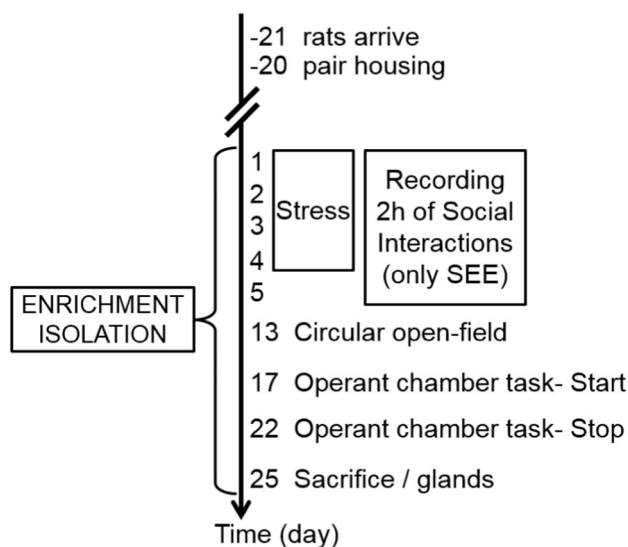 -21 rats arrive
-20 pair housing
1
2
3
4
5
Stress
Recording
2h of Social
Interactions
(only SEE)
ENRICHMENT
ISOLATION
13 Circular open-field
17 Operant chamber task- Start
22 Operant chamber task- Stop
25 Sacrifice / glands
Time (day)